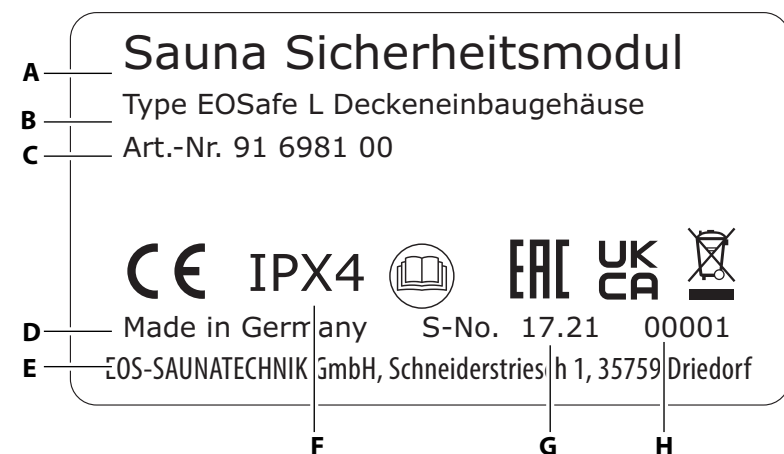 A Sauna Sicherheitsmodul
B Type EOSafe L Deckeneinbaugehäuse
C Art.-Nr. 91 6981 00
CE IPX4 EAC UK CA
D Made in Germany S-No. 17.21 00001
E EOS-SAUNATECHNIK GmbH, Schneiderstriesch 1, 35759 Driedorf
F G H